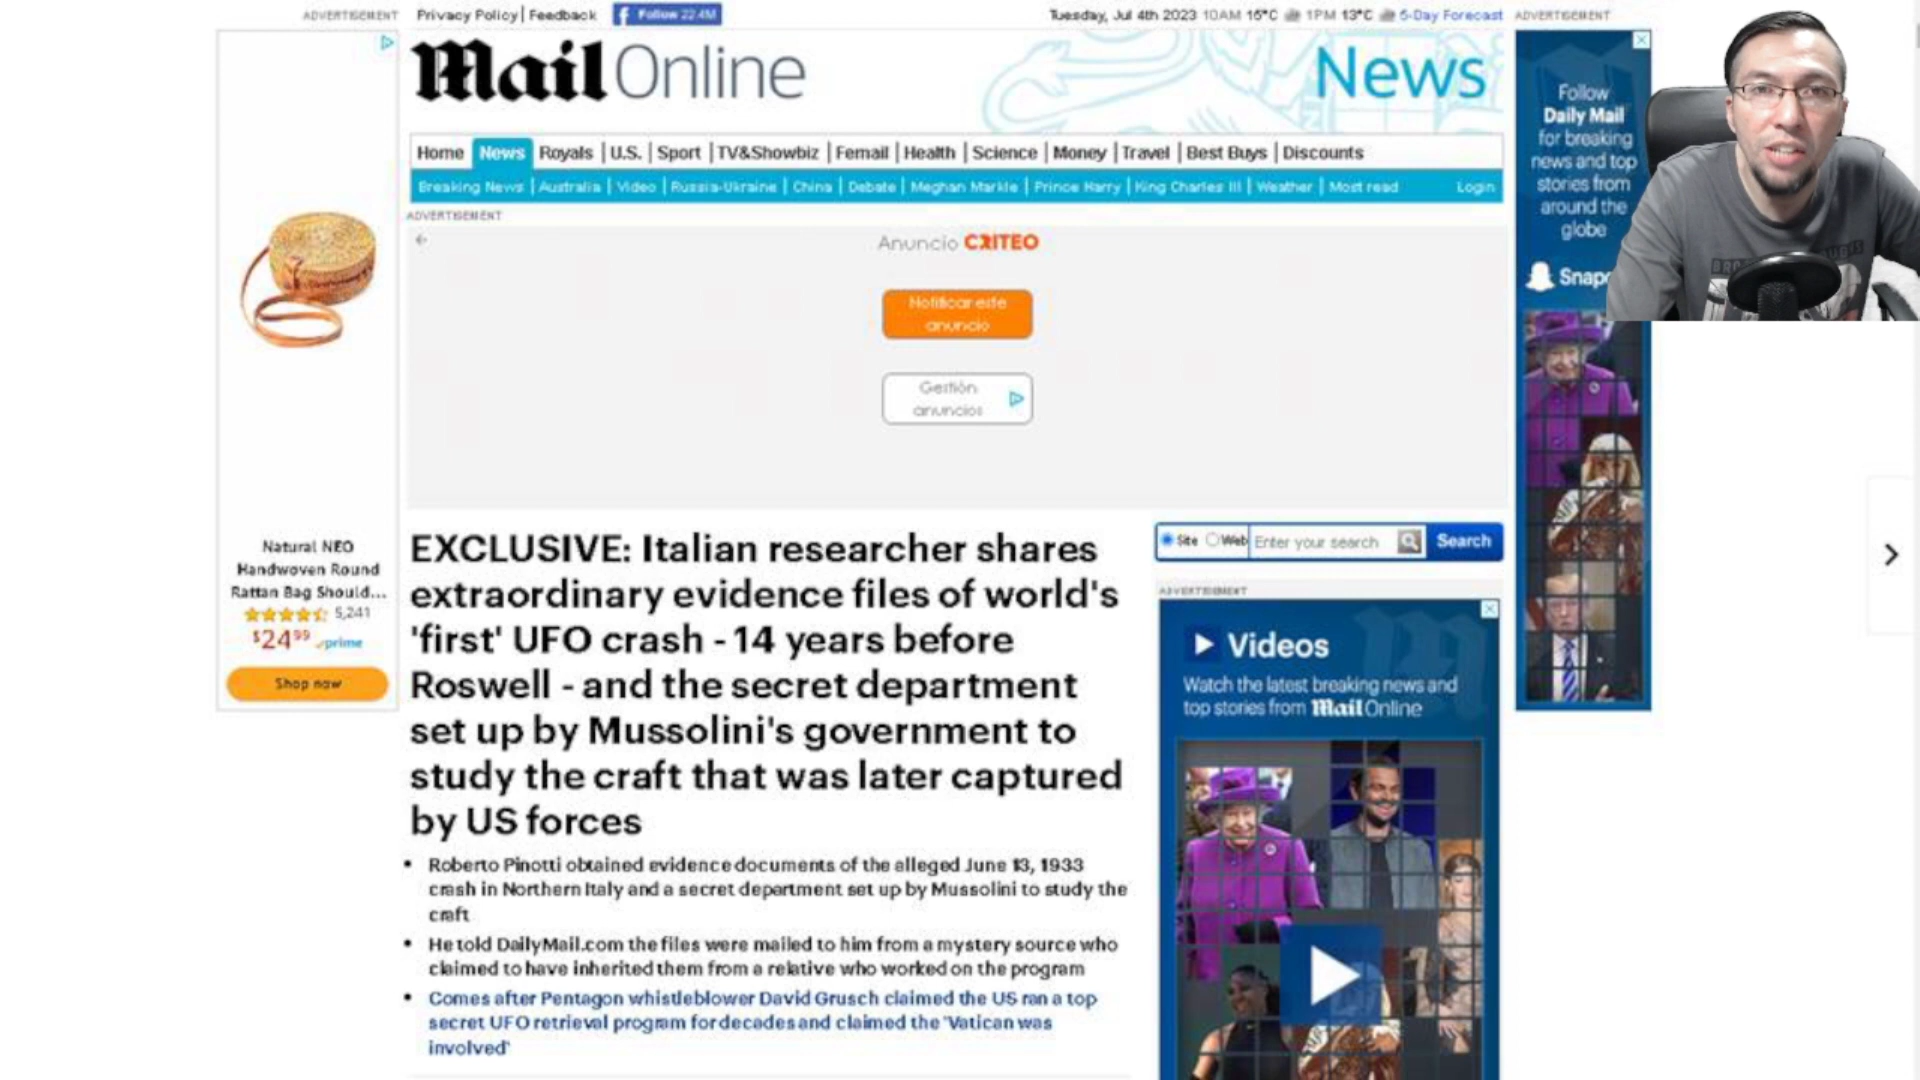 ADVERTISEMENT
Privacy Policy | Feedback
Follow 22.4M
Tuesday, Jul 4th 2023 10AM 15°C 1PM 13°C 5-Day Forecast
ADVERTISEMENT
Mail Online
News
Home News Royals U.S. Sport TV&Showbiz Femail Health Science Money Travel Best Buys Discounts
Breaking News Australia Video Russia-Ukraine China Debate Meghan Markle Prince Harry King Charles III Weather Most read Login
ADVERTISEMENT
Anuncio CRITEO
Notificar este
anuncio
Gestión
anuncios
Natural NEO
Handwoven Round
Rattan Bag Should...
5,241
$24⁹⁹ prime
Shop now
EXCLUSIVE: Italian researcher shares
extraordinary evidence files of world's
'first' UFO crash - 14 years before
Roswell - and the secret department
set up by Mussolini's government to
study the craft that was later captured
by US forces
• Roberto Pinotti obtained evidence documents of the alleged June 13, 1933
crash in Northern Italy and a secret department set up by Mussolini to study the
craft
• He told DailyMail.com the files were mailed to him from a mystery source who
claimed to have inherited them from a relative who worked on the program
• Comes after Pentagon whistleblower David Grusch claimed the US ran a top
secret UFO retrieval program for decades and claimed the 'Vatican was
involved'
Site Web Enter your search Search
ADVERTISEMENT
Videos
Watch the latest breaking news and
top stories from Mail Online
Follow
Daily Mail
for breaking
news and top
stories from
around the
globe
Snap